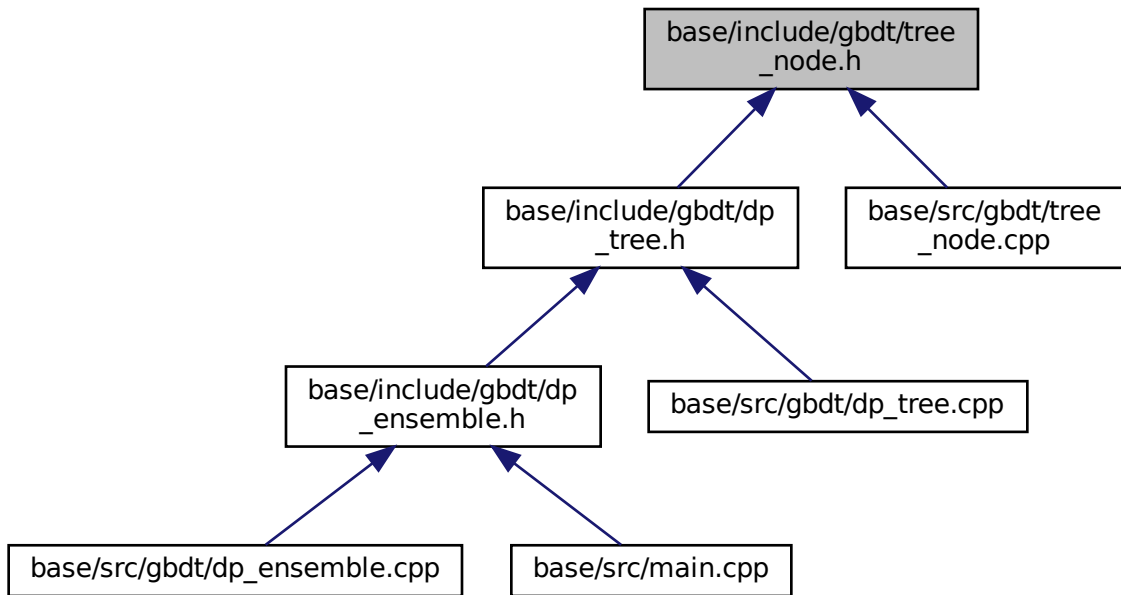 base/include/gbdt/tree
_node.h
base/include/gbdt/dp
_tree.h
base/src/gbdt/tree
_node.cpp
base/include/gbdt/dp
_ensemble.h
base/src/gbdt/dp_tree.cpp
base/src/gbdt/dp_ensemble.cpp
base/src/main.cpp